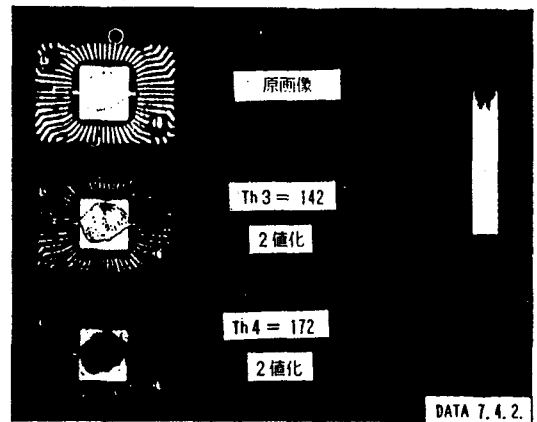 原画像
Th3 = 142
2値化
Th4 = 172
2値化
DATA 7.4.2.